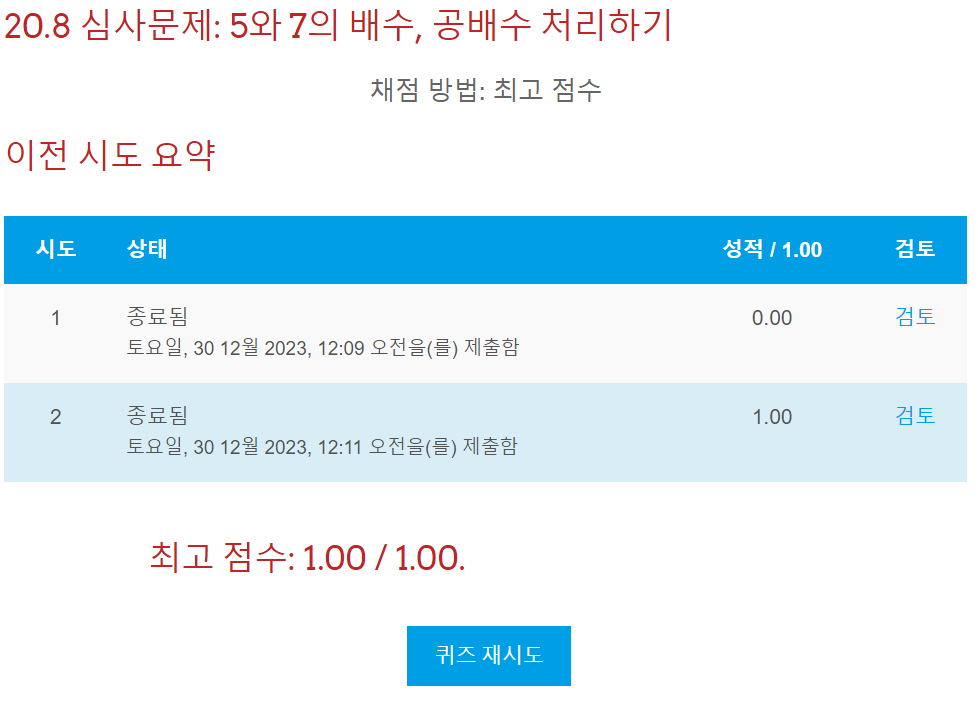 20.8 심사문제: 5와 7의 배수, 공배수 처리하기
채점 방법: 최고 점수
이전 시도 요약
시도 상태 성적 / 1.00 검토
1 종료됨 0.00 검토
토요일, 30 12월 2023, 12:09 오전을(를) 제출함
2 종료됨 1.00 검토
토요일, 30 12월 2023, 12:11 오전을(를) 제출함
최고 점수: 1.00 / 1.00.
퀴즈 재시도